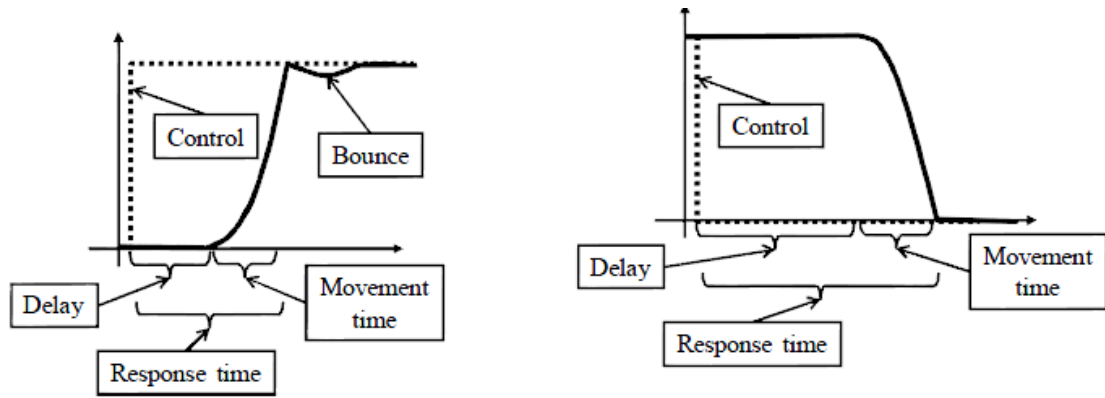 Control
Bounce
Delay
Movement
time
Response time
Control
Delay
Movement
time
Response time